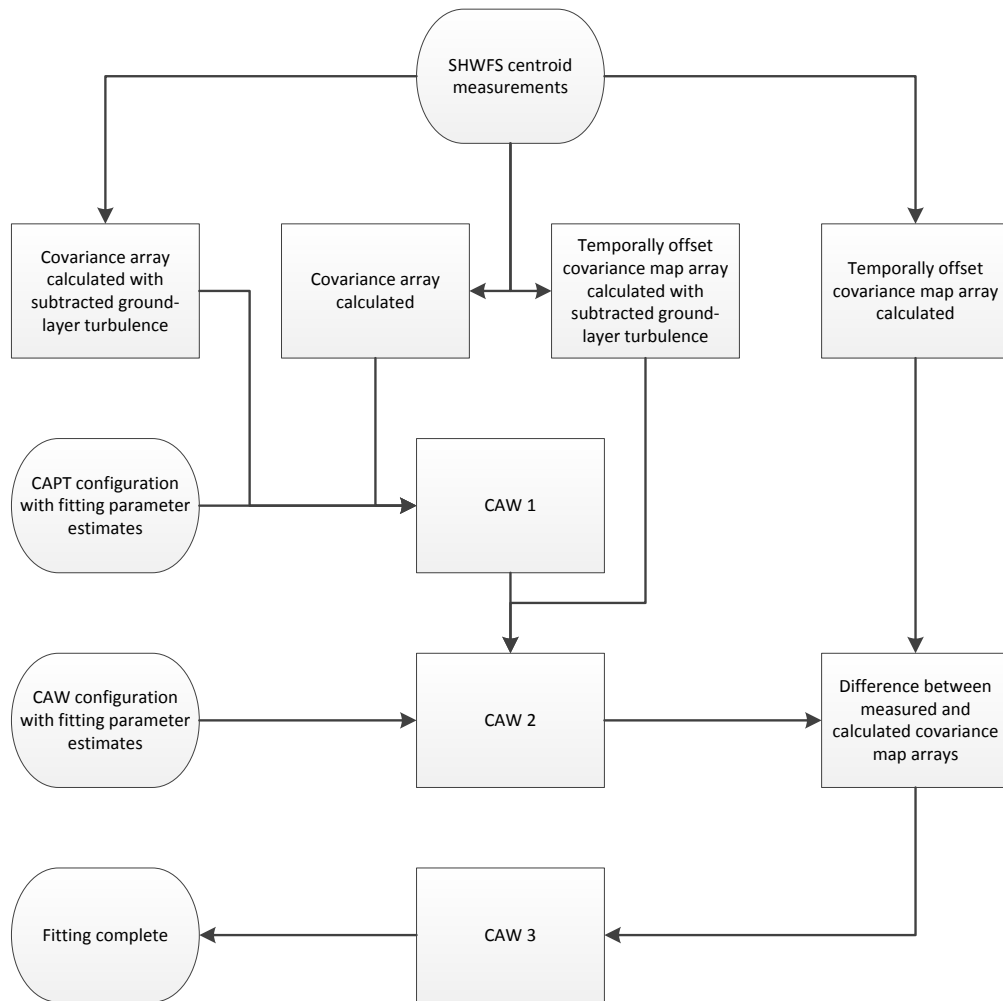 SHWFS centroid
measurements
Covariance array
calculated with
subtracted ground-
layer turbulence
Covariance array
calculated
Temporally offset
covariance map array
calculated with
subtracted ground-
layer turbulence
Temporally offset
covariance map array
calculated
CAPT configuration
with fitting parameter
estimates
CAW 1
CAW configuration
with fitting parameter
estimates
CAW 2
Difference between
measured and
calculated covariance
map arrays
Fitting complete
CAW 3